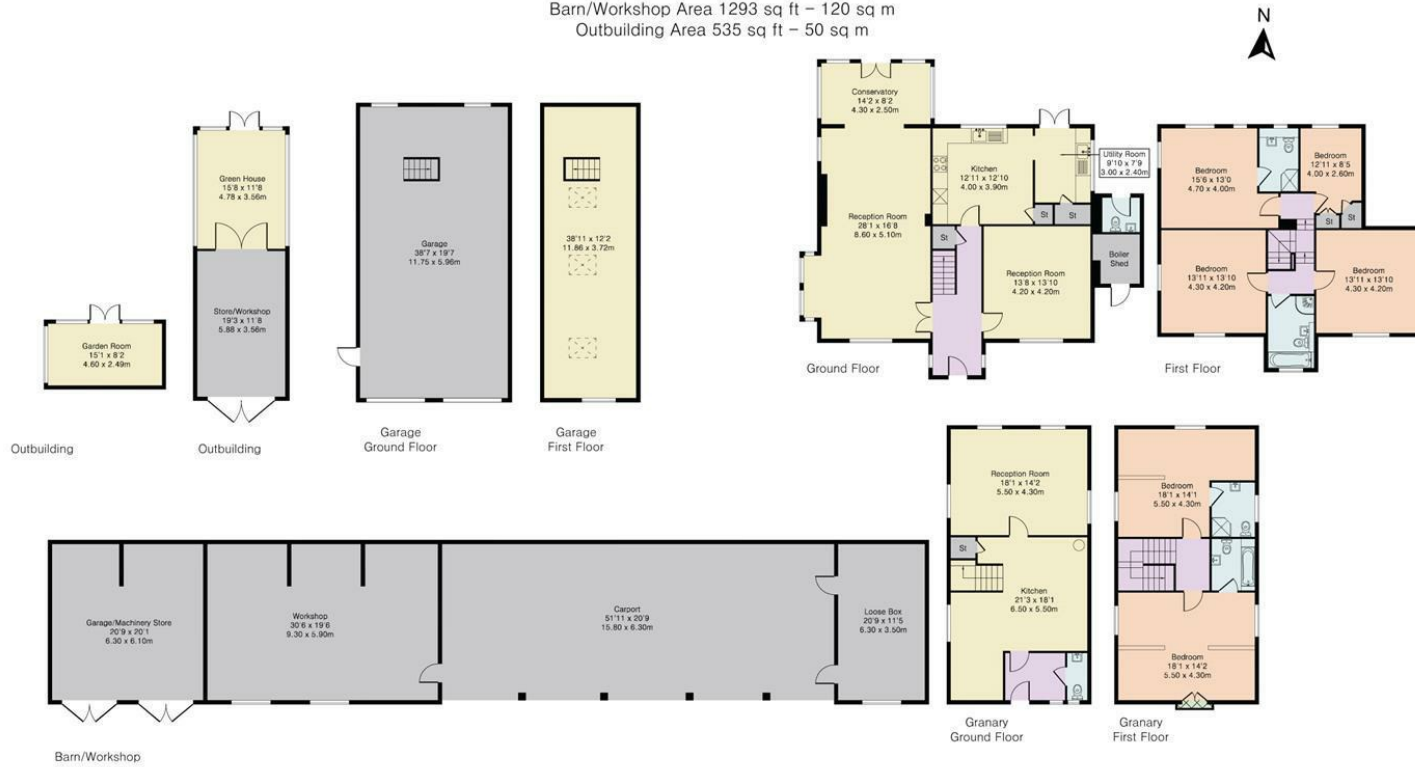 Barn/Workshop Area 1293 sq ft - 120 sq m
Outbuilding Area 535 sq ft - 50 sq m
N
Conservatory
14'2 x 8'2
4.30 x 2.50m
Kitchen
12'11 x 12'10
4.00 x 3.90m
Utility Room
9'10 x 7'9
3.00 x 2.40m
Reception Room
28'1 x 16'8
8.60 x 5.10m
St
St
St
Boiler
Shed
Reception Room
13'8 x 13'10
4.20 x 4.20m
Ground Floor
Bedroom
15'6 x 13'0
4.70 x 4.00m
Bedroom
12'11 x 8'5
4.00 x 2.60m
St
St
Bedroom
13'11 x 13'10
4.30 x 4.20m
Bedroom
13'11 x 13'10
4.30 x 4.20m
First Floor
Green House
15'8 x 11'8
4.78 x 3.56m
Store/Workshop
19'3 x 11'8
5.88 x 3.56m
Outbuilding
Garden Room
15'1 x 8'2
4.60 x 2.49m
Outbuilding
Garage
38'7 x 19'7
11.75 x 5.96m
Garage
Ground Floor
38'11 x 12'2
11.86 x 3.72m
Garage
First Floor
Garage/Machinery Store
20'9 x 20'1
6.30 x 6.10m
Workshop
30'6 x 19'6
9.30 x 5.90m
Carport
51'11 x 20'9
15.80 x 6.30m
Loose Box
20'9 x 11'5
6.30 x 3.50m
Barn/Workshop
Reception Room
18'1 x 14'2
5.50 x 4.30m
St
Kitchen
21'3 x 18'1
6.50 x 5.50m
Granary
Ground Floor
Bedroom
18'1 x 14'1
5.50 x 4.30m
Bedroom
18'1 x 14'2
5.50 x 4.30m
Granary
First Floor